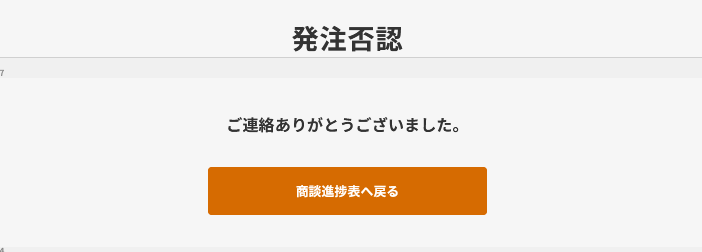 発注否認
7
ご連絡ありがとうございました。
商談進捗表へ戻る